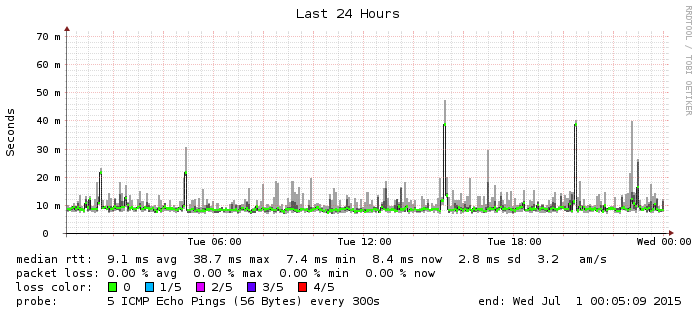 Last 24 Hours
RRDTOOL / TOBI OETIKER
Seconds
70 m
60 m
50 m
40 m
30 m
20 m
10 m
0
Tue 06:00 Tue 12:00 Tue 18:00 Wed 00:00
median rtt: 9.1 ms avg 38.7 ms max 7.4 ms min 8.4 ms now 2.8 ms sd 3.2 am/s
packet loss: 0.00 % avg 0.00 % max 0.00 % min 0.00 % now
loss color: 0 1/5 2/5 3/5 4/5
probe: 5 ICMP Echo Pings (56 Bytes) every 300s end: Wed Jul 1 00:05:09 2015